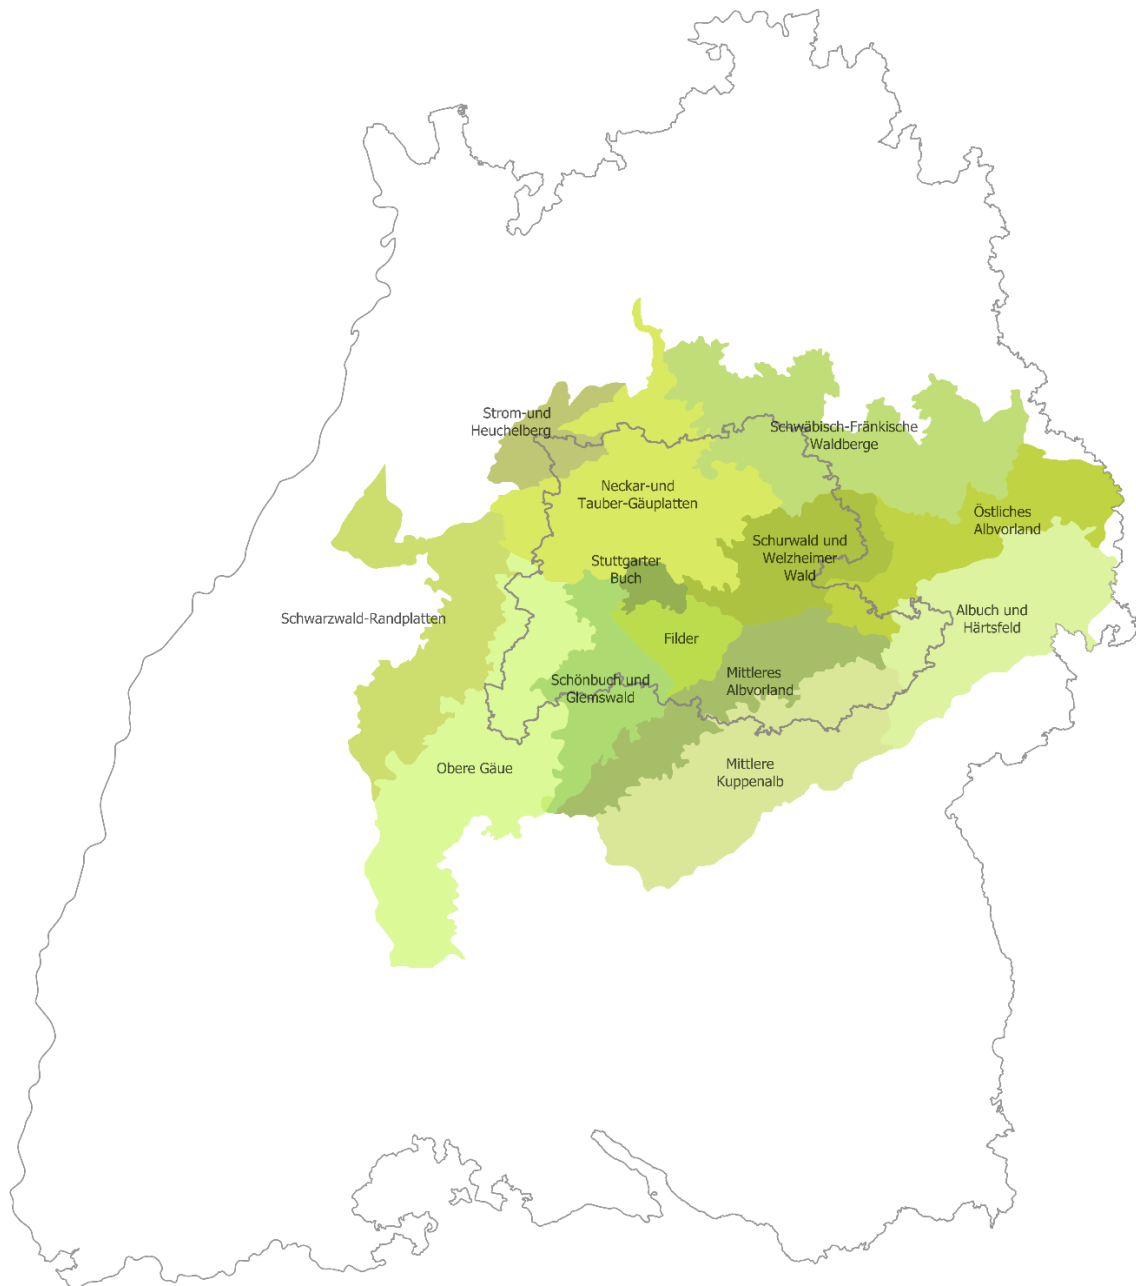 Strom-und
Heuchelberg
Schwäbisch-Fränkische
Waldberge
Neckar-und
Tauber-Gäuplatten
Östliches
Albvorland
Schurwald und
Welzheimer
Wald
Stuttgarter
Buch
Schwarzwald-Randplatten
Albuch und
Härtsfeld
Filder
Mittleres
Albvorland
Schönbuch und
Glemswald
Obere Gäue
Mittlere
Kuppenalb